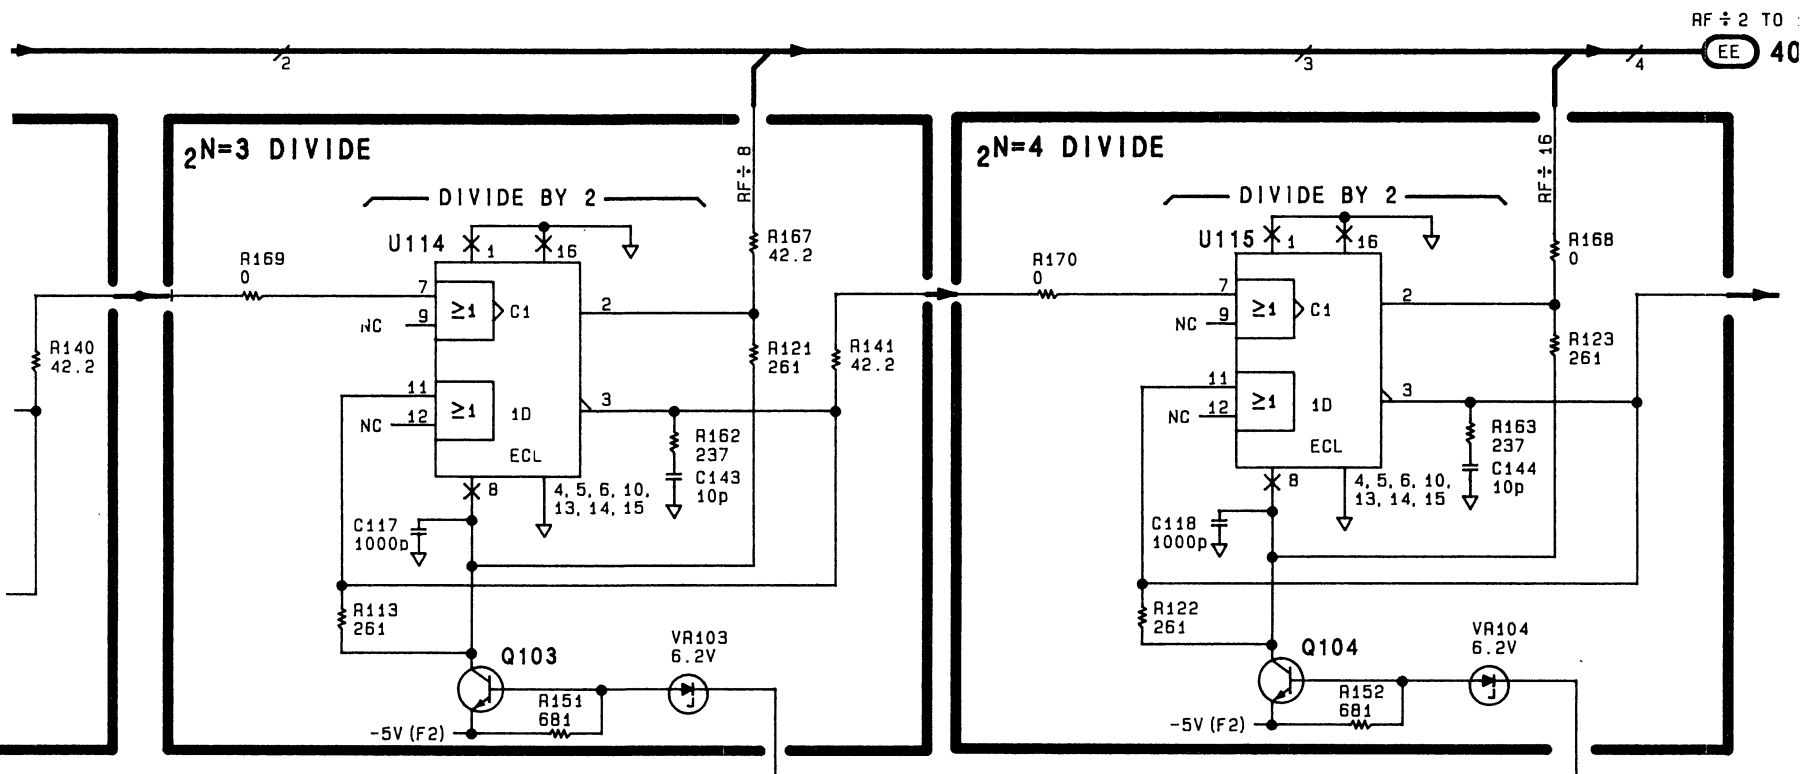 RF÷2 TO
2
3
4
EE
40
2N=3 DIVIDE
RF÷8
DIVIDE BY 2
U114
1
16
R167
42.2
R169
0
7
2
≥1
C1
NC
9
R140
42.2
R121
261
R141
42.2
11
3
≥1
1D
NC
12
R162
237
ECL
C143
10p
8
4, 5, 6, 10,
13, 14, 15
C117
1000p
R113
261
VR103
6.2V
Q103
R151
681
-5V(F2)
2N=4 DIVIDE
RF÷16
DIVIDE BY 2
U115
1
16
R168
0
R170
0
7
2
≥1
C1
NC
9
R123
261
11
3
≥1
1D
NC
12
R163
237
ECL
C144
10p
8
4, 5, 6, 10,
13, 14, 15
C118
1000p
R122
261
VR104
6.2V
Q104
R152
681
-5V(F2)